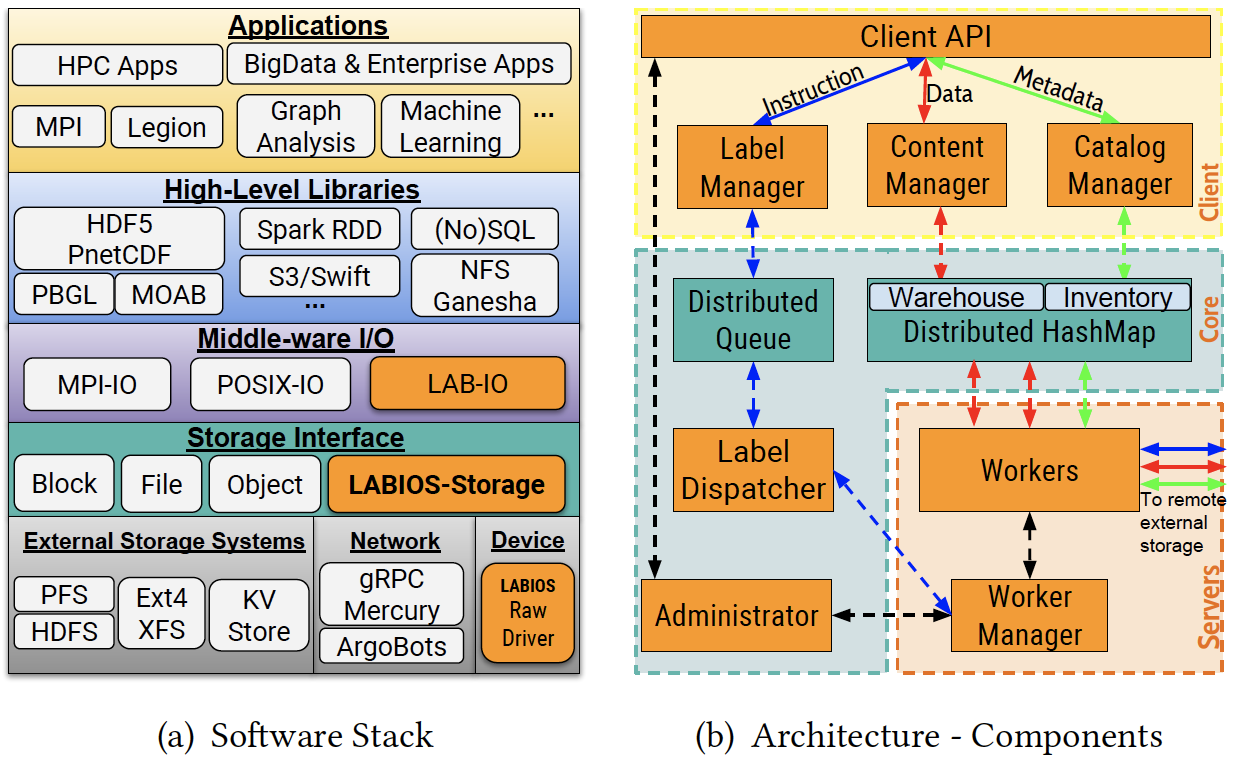 Applications
HPC Apps
BigData & Enterprise Apps
MPI
Legion
Graph
Analysis
Machine
Learning
...
High-Level Libraries
HDF5
PnetCDF
PBGL
MOAB
Spark RDD
S3/Swift
...
(No)SQL
NFS
Ganesha
Middle-ware I/O
MPI-IO
POSIX-IO
LAB-IO
Storage Interface
Block
File
Object
LABIOS-Storage
External Storage Systems
PFS
HDFS
Ext4
XFS
KV
Store
Network
gRPC
Mercury
ArgoBots
Device
LABIOS
Raw
Driver
(a) Software Stack
Client API
Instruction
Data
Metadata
Label
Manager
Content
Manager
Catalog
Manager
Client
Distributed
Queue
Warehouse
Inventory
Distributed HashMap
Core
Label
Dispatcher
Workers
To remote
external
storage
Administrator
Worker
Manager
Servers
(b) Architecture - Components